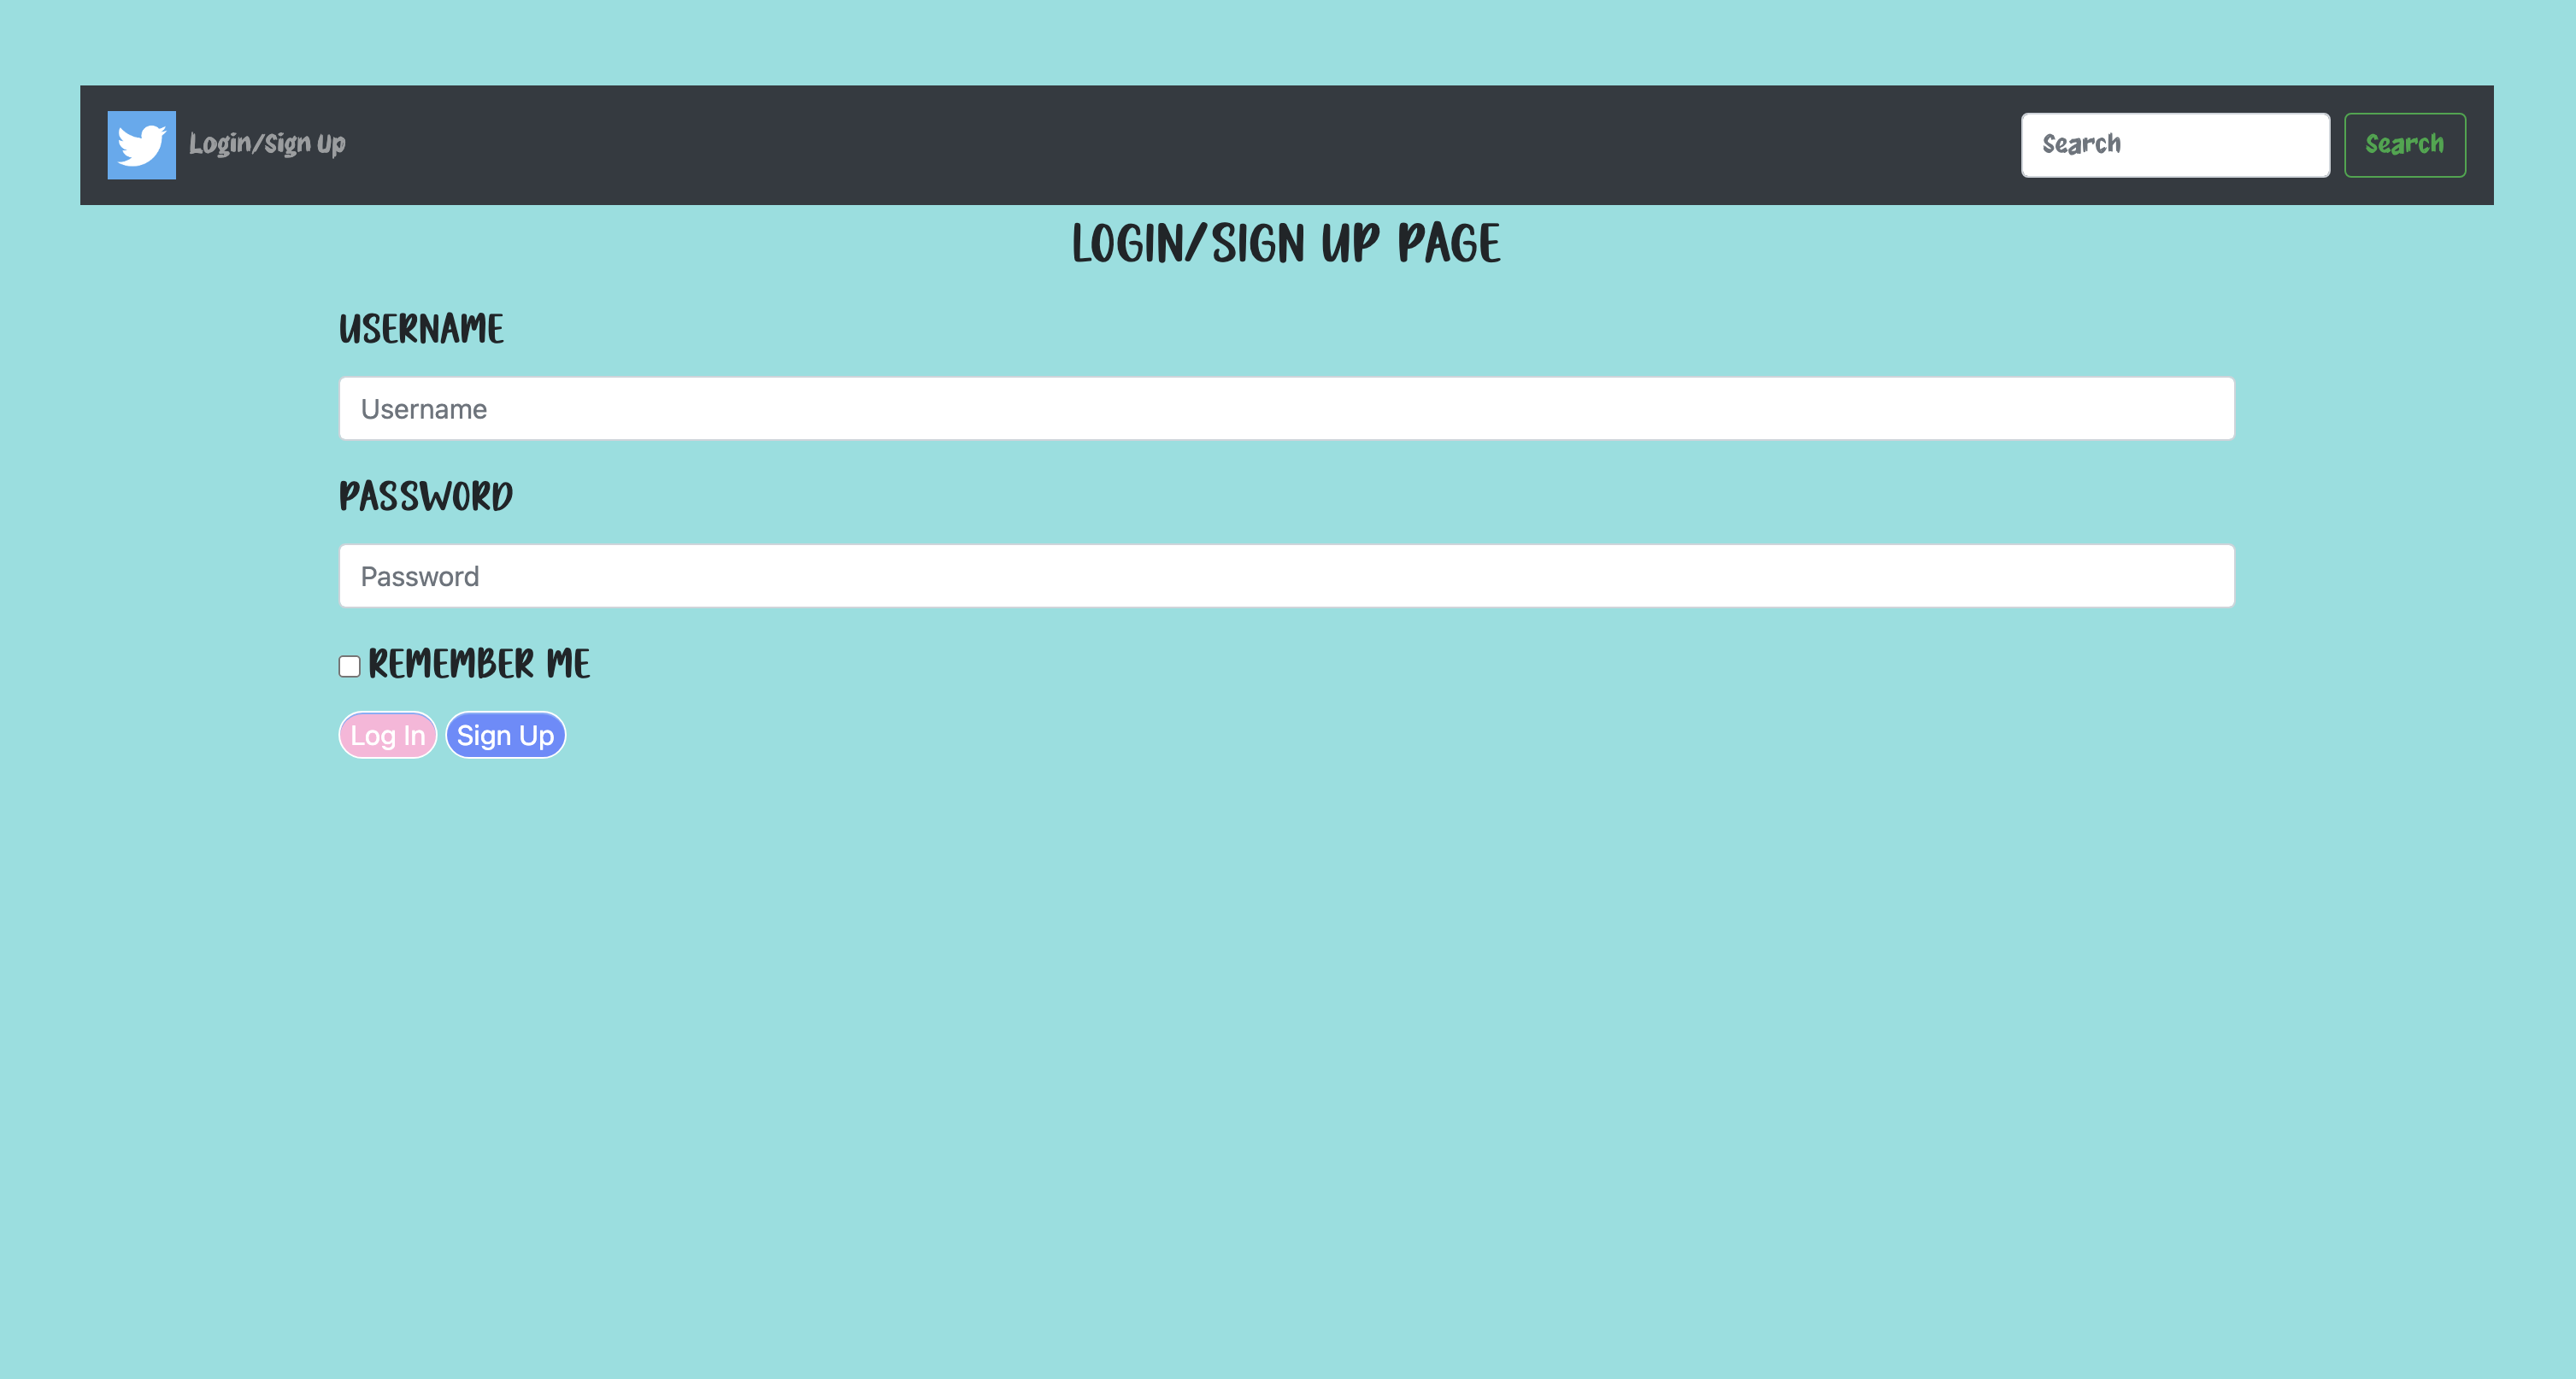 Login/Sign Up
Search
Search
LOGIN/SIGN UP PAGE
USERNAME
Username
PASSWORD
Password
REMEMBER ME
Log In
Sign Up